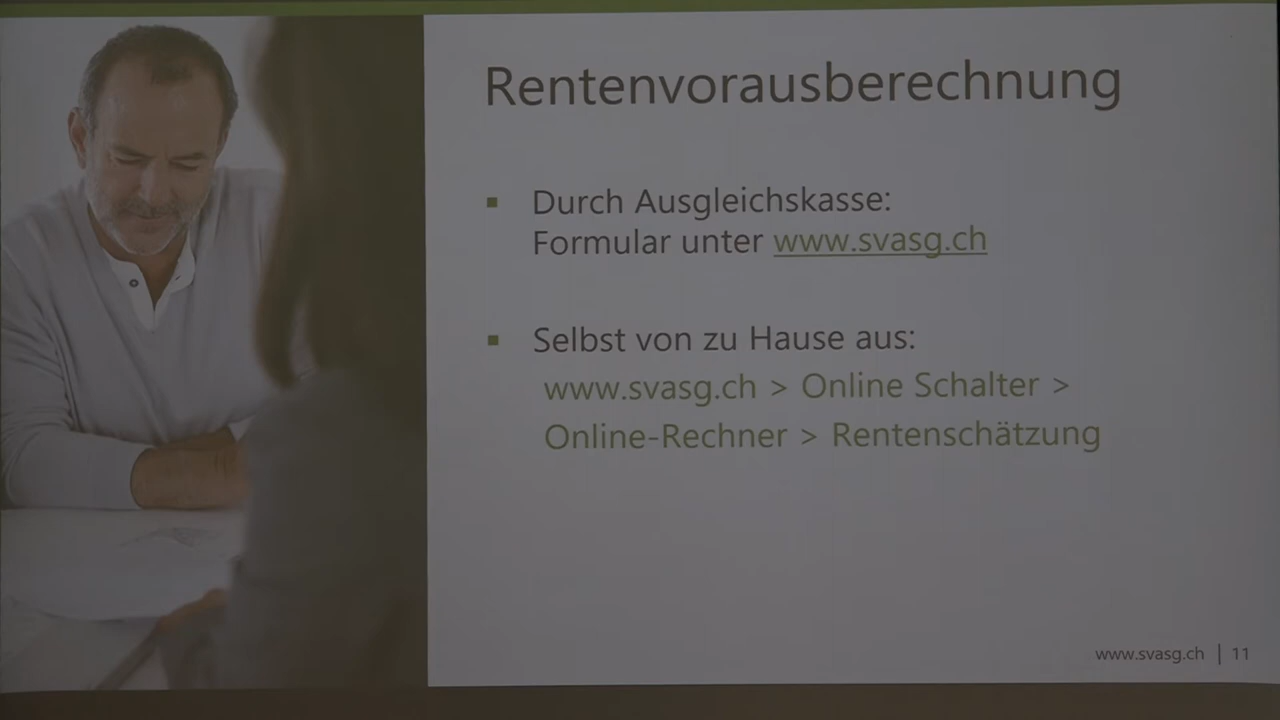 Rentenvorausberechnung
▪ Durch Ausgleichskasse:
Formular unter www.svasg.ch
▪ Selbst von zu Hause aus:
www.svasg.ch > Online Schalter >
Online-Rechner > Rentenschätzung
www.svasg.ch | 11